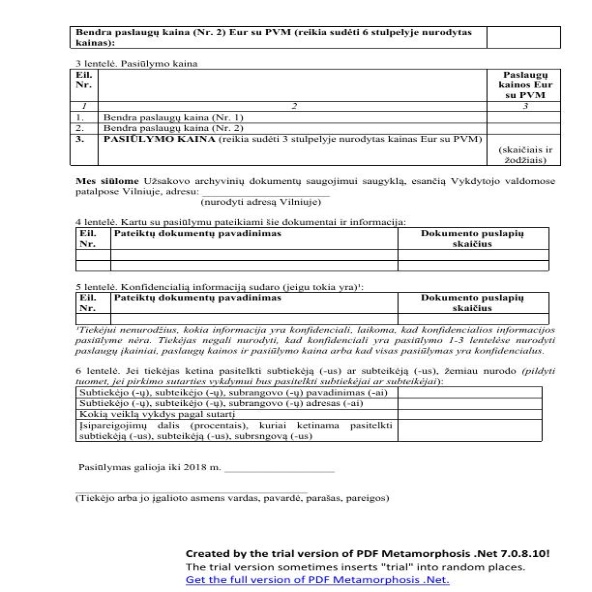 Bendra paslaugų kaina (Nr. 2) Eur su PVM (reikia sudėti 6 stulpelyje nurodytas
kainas):
3 lentelė. Pasiūlymo kaina
Eil.
Nr.
Paslaugų
kainos Eur
su PVM
1 2 3
1. Bendra paslaugų kaina (Nr. 1)
2. Bendra paslaugų kaina (Nr. 2)
3. PASIŪLYMO KAINA (reikia sudėti 3 stulpelyje nurodytas kainas Eur su PVM)
(skaičiais ir
žodžiais)
Mes siūlome Užsakovo archyvinių dokumentų saugojimui saugyklą, esančią Vykdytojo valdomose
patalpose Vilniuje, adresu: ____________________________
(nurodyti adresą Vilniuje)
4 lentelė. Kartu su pasiūlymu pateikiami šie dokumentai ir informacija:
Eil. Pateiktų dokumentų pavadinimas Dokumento puslapių
Nr. skaičius
5 lentelė. Konfidencialią informaciją sudaro (jeigu tokia yra)¹:
Eil. Pateiktų dokumentų pavadinimas Dokumento puslapių
Nr. skaičius
¹Tiekėjui nenurodžius, kokia informacija yra konfidenciali, laikoma, kad konfidencialios informacijos
pasiūlyme nėra. Tiekėjas negali nurodyti, kad konfidenciali yra pasiūlymo 1-3 lentelėse nurodyti
paslaugų įkainiai, paslaugų kainos ir pasiūlymo kaina arba kad visas pasiūlymas yra konfidencialus.
6 lentelė. Jei tiekėjas ketina pasitelkti subtiekėją (-us) ar subteikėją (-us), žemiau nurodo (pildyti
tuomet, jei pirkimo sutarties vykdymui bus pasitelkti subtiekėjai ar subteikėjai):
Subtiekėjo (-ų), subteikėjo (-ų), subrangovo (-ų) pavadinimas (-ai)
Subtiekėjo (-ų), subteikėjo (-ų), subrangovo (-ų) adresas (-ai)
Kokią veiklą vykdys pagal sutartį
Įsipareigojimų dalis (procentais), kuriai ketinama pasitelkti
subtiekėją (-us), subteikėją (-us), subrsngovą (-us)
Pasiūlymas galioja iki 2018 m. ________________________
(Tiekėjo arba jo įgalioto asmens vardas, pavardė, parašas, pareigos)
Created by the trial version of PDF Metamorphosis .Net 7.0.8.10!
The trial version sometimes inserts "trial" into random places.
Get the full version of PDF Metamorphosis .Net.